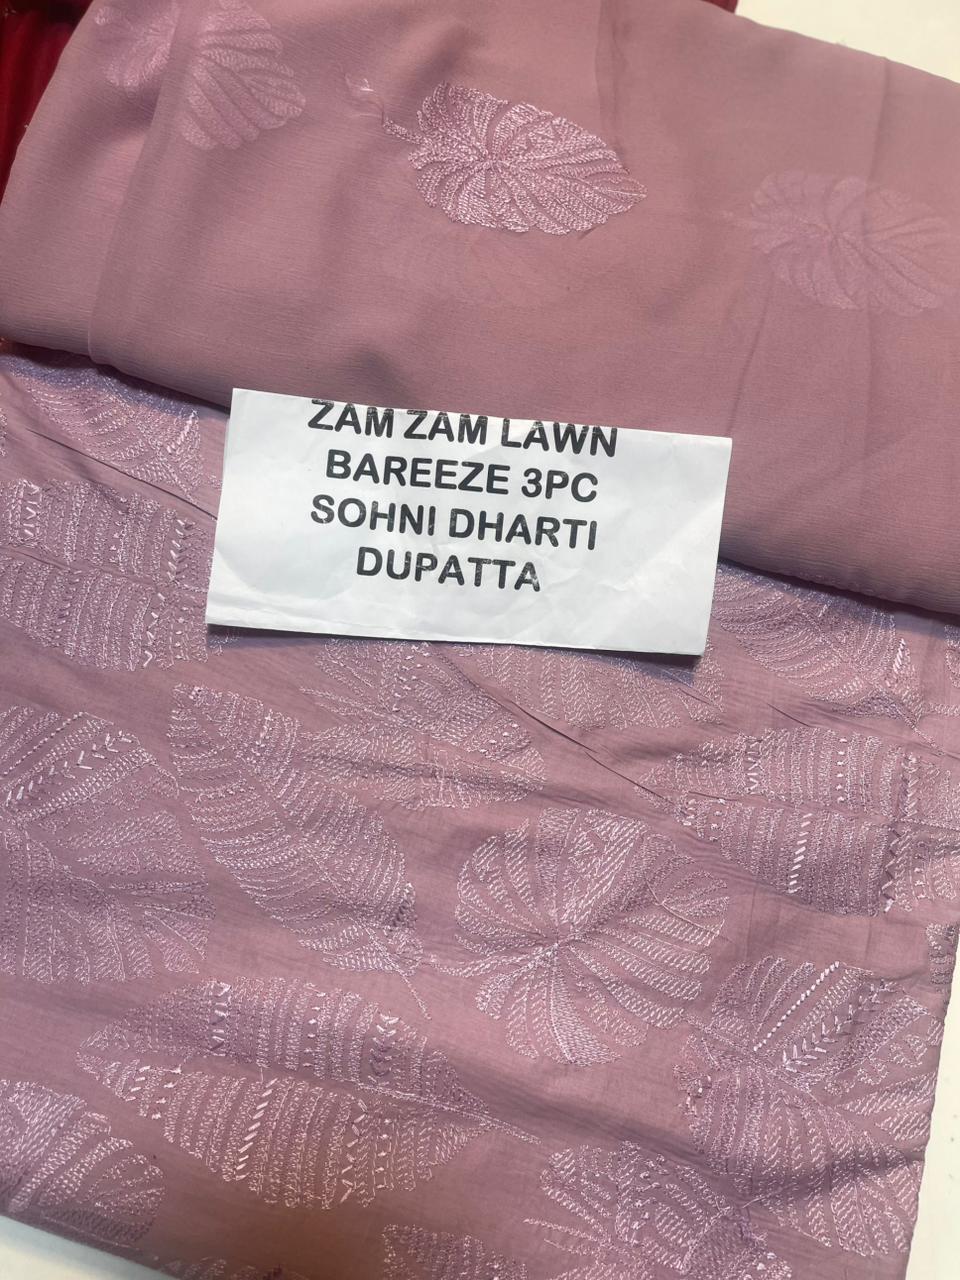 ZAM ZAM LAWN
BAREEZE 3PC
SOHNI DHARTI
DUPATTA